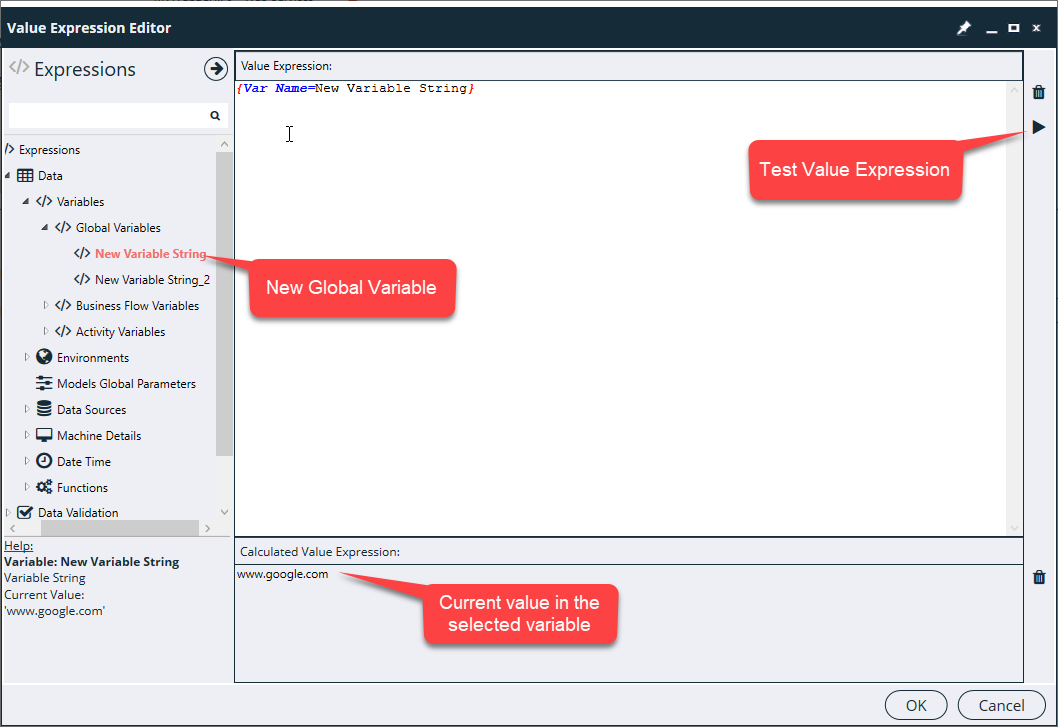 Value Expression Editor
</> Expressions
Value Expression:
{Var Name=New Variable String}
/> Expressions
Data
</> Variables
</> Global Variables
</> New Variable String
</> New Variable String_2
</> Business Flow Variables
</> Activity Variables
Environments
Models Global Parameters
Data Sources
Machine Details
Date Time
Functions
Data Validation
Test Value Expression
New Global Variable
Help:
Variable: New Variable String
Variable String
Current Value:
'www.google.com'
Calculated Value Expression:
www.google.com
Current value in the
selected variable
OK
Cancel